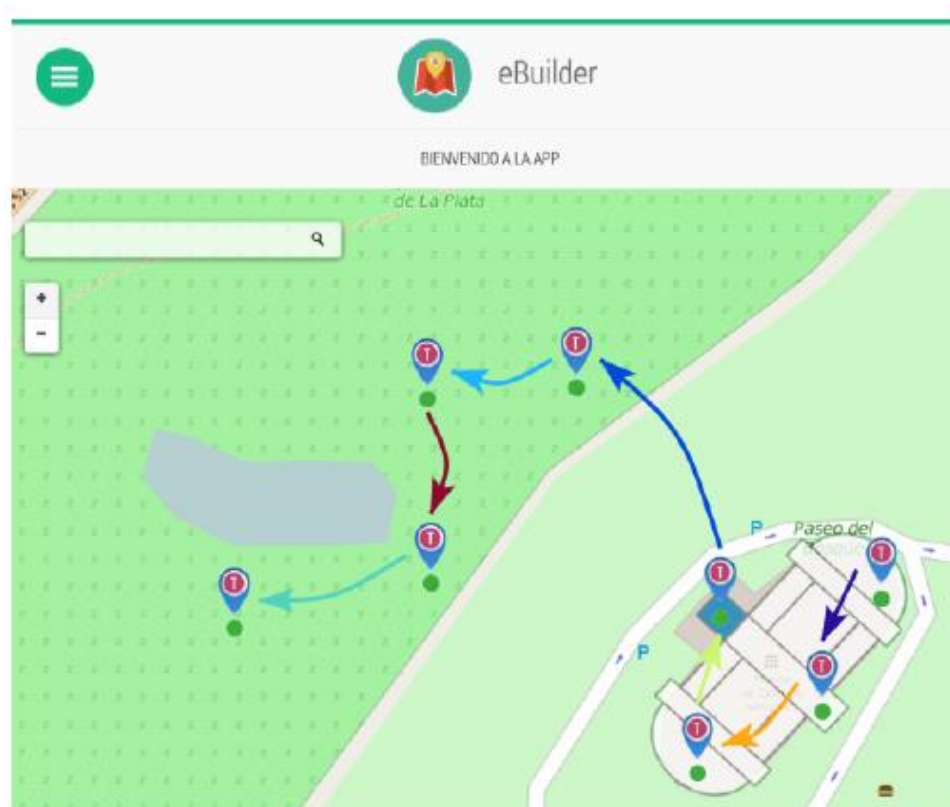 eBuilder
BIENVENIDO A LA APP
de La Plata
+
-
T
T
T
T
T
T
T
T
P
Paseo del
P